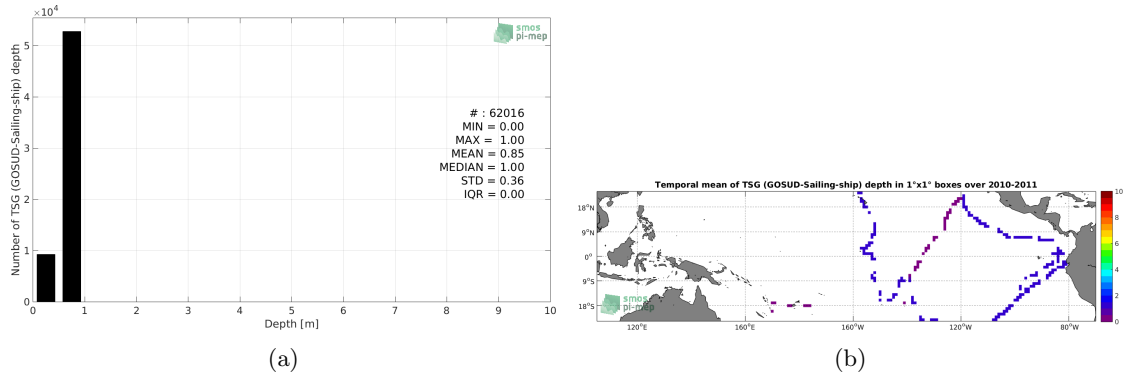 ×10⁴
smos
pi-mep
Number of TSG (GOSUD-Sailing-ship) depth
5
4
3
2
1
0
# : 62016
MIN = 0.00
MAX = 1.00
MEAN = 0.85
MEDIAN = 1.00
STD = 0.36
IQR = 0.00
0 1 2 3 4 5 6 7 8 9 10
Depth [m]
(a)
Temporal mean of TSG (GOSUD-Sailing-ship) depth in 1°x1° boxes over 2010-2011
18°N
9°N
0°
9°S
18°S
smos
pi-mep
120°E 160°E 160°W 120°W 80°W
10
8
6
4
2
0
(b)